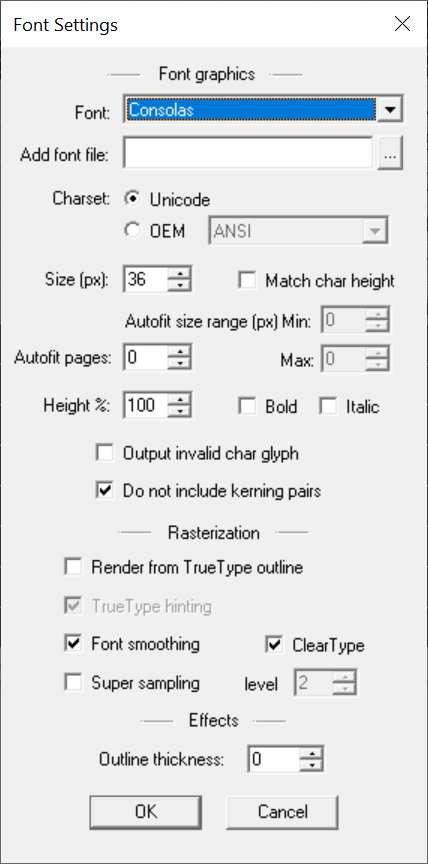 Font Settings
Font graphics
Font: Consolas
Add font file: ...
Charset: Unicode
OEM ANSI
Size (px): 36 Match char height
Autofit size range (px) Min: 0
Autofit pages: 0 Max: 0
Height %: 100 Bold Italic
Output invalid char glyph
Do not include kerning pairs
Rasterization
Render from TrueType outline
TrueType hinting
Font smoothing ClearType
Super sampling level 2
Effects
Outline thickness: 0
OK Cancel